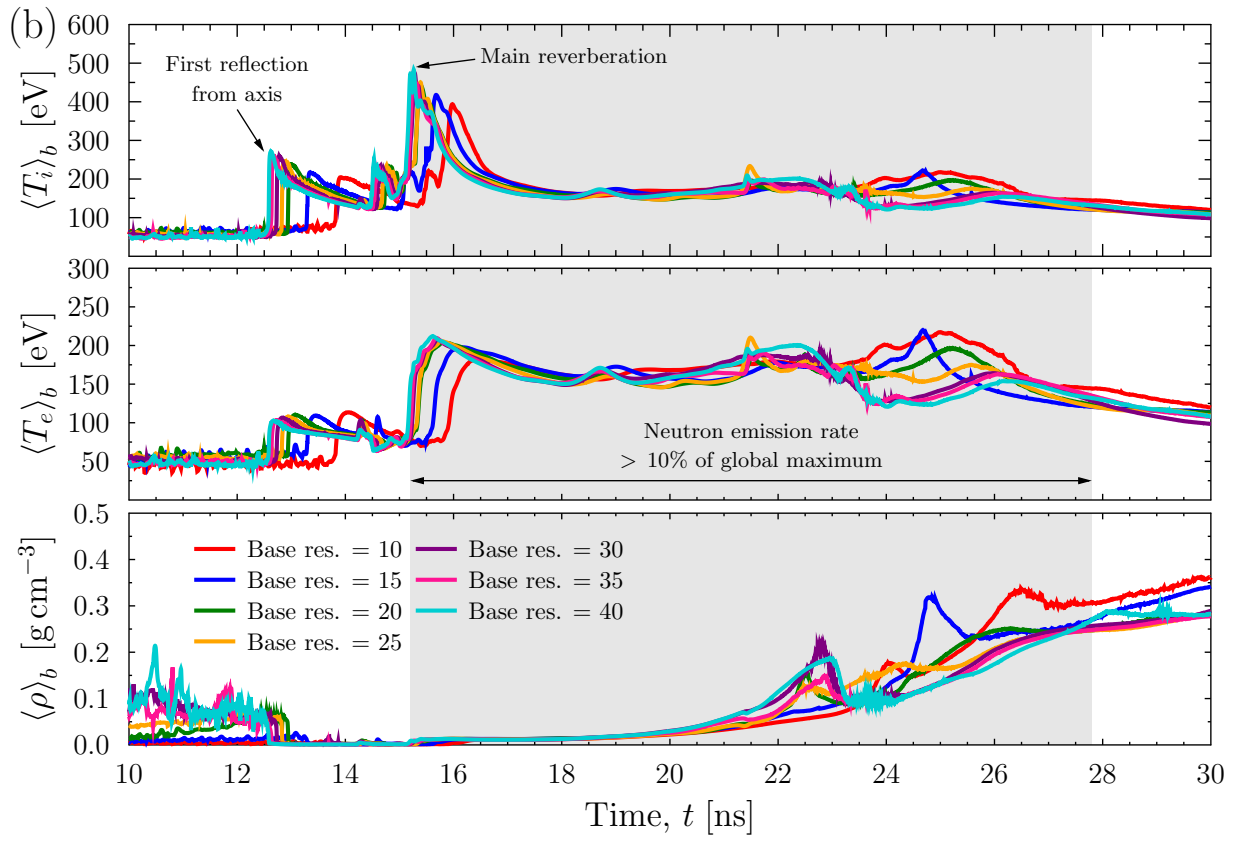 (b)
600
500
400
300
200
100
⟨T_i⟩_b [eV]
First reflection
from axis
Main reverberation
300
250
200
150
100
50
⟨T_e⟩_b [eV]
Neutron emission rate
> 10% of global maximum
0.5
0.4
0.3
0.2
0.1
0.0
⟨ρ⟩_b [g cm⁻³]
Base res. = 10
Base res. = 15
Base res. = 20
Base res. = 25
Base res. = 30
Base res. = 35
Base res. = 40
10 12 14 16 18 20 22 24 26 28 30
Time, t [ns]